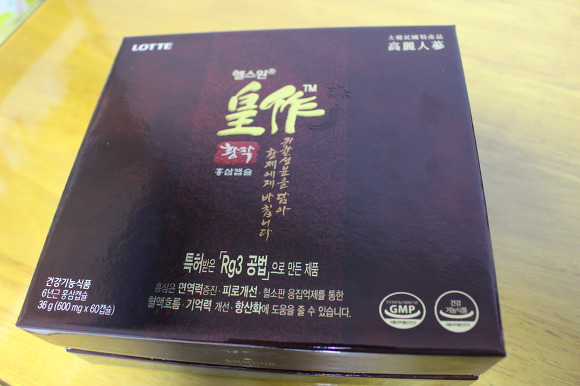 LOTTE
大韓民國特產品
高麗人蔘
헬스원®
皇作™
황작
홍삼캡슐
귀한 성분을 담아
황제에게 바칩니다
특허받은 「Rg3 공법」으로 만든 제품
홍삼은 면역력증진·피로개선·혈소판 응집억제를 통한
혈액흐름·기억력 개선·항산화에 도움을 줄 수 있습니다.
건강기능식품
6년근 홍삼캡슐
36 g (600 mg × 60캡슐)
GMP
건강
기능식품